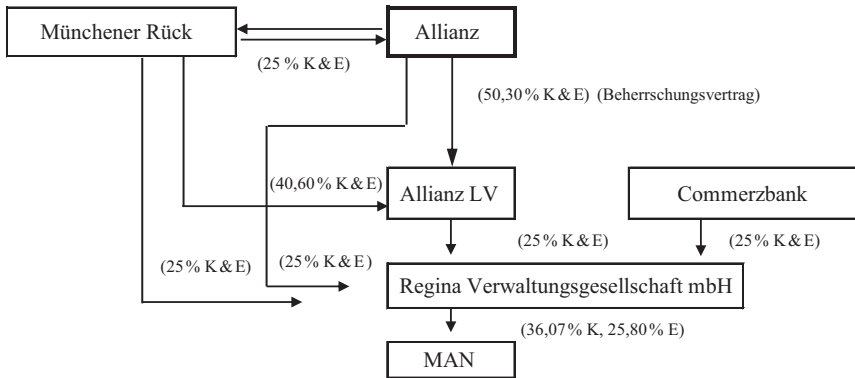 Münchener Rück
Allianz
(25 % K & E)
(50,30 % K & E) (Beherrschungsvertrag)
(40,60 % K & E)
Allianz LV
Commerzbank
(25 % K & E)
(25 % K & E)
(25 % K & E)
(25 % K & E)
Regina Verwaltungsgesellschaft mbH
(36,07 % K, 25,80 % E)
MAN